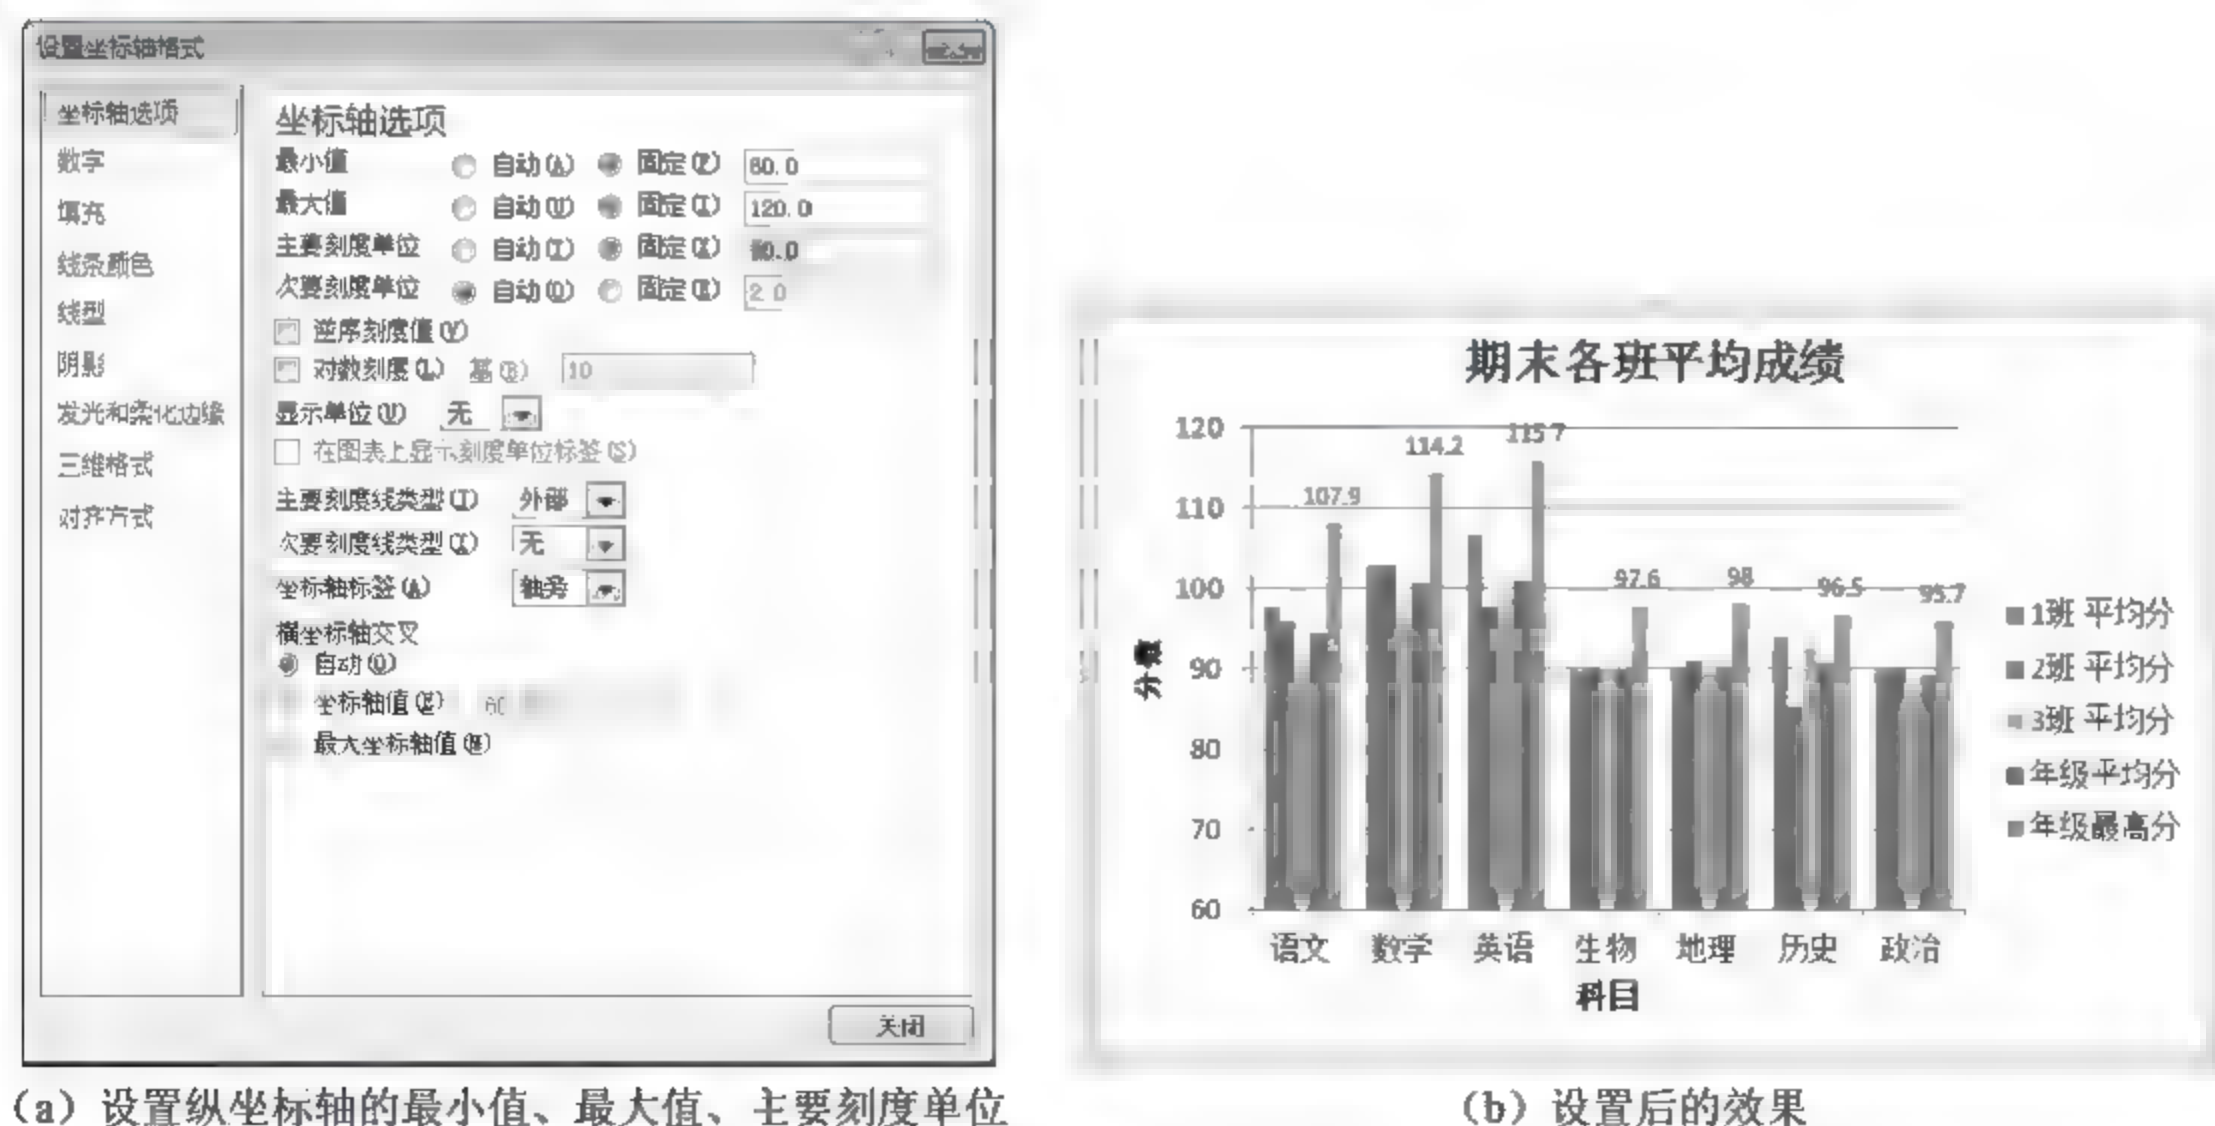 设置坐标轴格式
坐标轴选项
数字
填充
线条颜色
线型
阴影
发光和柔化边缘
三维格式
对齐方式
坐标轴选项
最小值 自动(A) 固定(F) 60.0
最大值 自动(U) 固定(I) 120.0
主要刻度单位 自动(T) 固定(X)
次要刻度单位 自动(O) 固定(E) 2.0
逆序刻度值(V)
对数刻度(L) 基(B) 10
显示单位(U) 无
在图表上显示刻度单位标签(S)
主要刻度线类型(J) 外部
次要刻度线类型(I) 无
坐标轴标签(A) 轴旁
横坐标轴交叉
自动(O)
坐标轴值(E) 60
最大坐标轴值(M)
关闭
(a) 设置纵坐标轴的最小值、最大值、主要刻度单位
期末各班平均成绩
120
110
100
90
80
70
60
分数
107.9
114.2
115.7
97.6
98
96.5
95.7
语文 数学 英语 生物 地理 历史 政治
科目
1班 平均分
2班 平均分
3班 平均分
年级平均分
年级最高分
(b) 设置后的效果